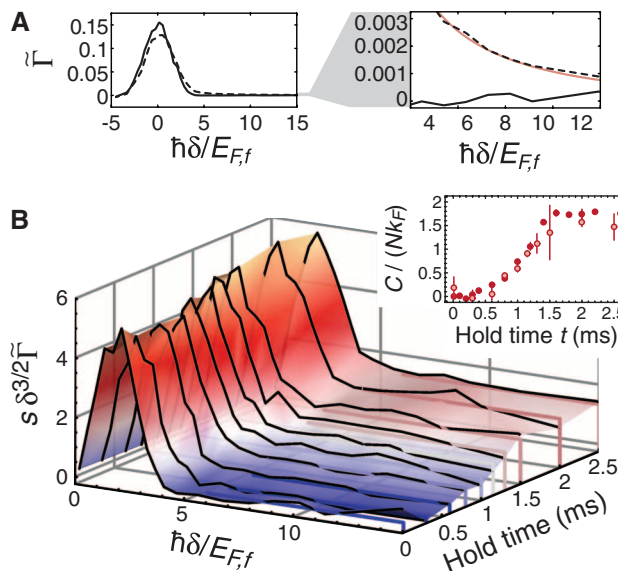 A
Γ̃
0.15
0.1
0.05
0
-5 0 5 10 15
ħδ/E_{F,f}
0.003
0.002
0.001
0
4 6 8 10 12
ħδ/E_{F,f}
B
s δ^{3/2} Γ̃
6
4
2
0
0 5 10
ħδ/E_{F,f}
0 0.5 1 1.5 2 2.5
Hold time (ms)
C / (Nk_F)
2
1.5
1
0.5
0
0 0.5 1 1.5 2 2.5
Hold time t (ms)